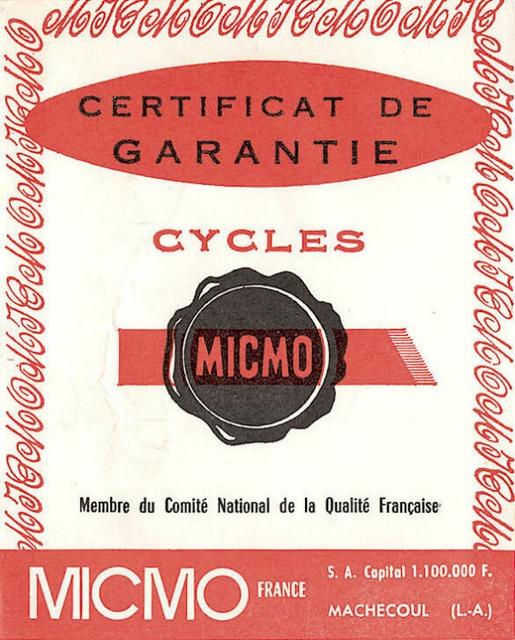 CERTIFICAT DE
GARANTIE
CYCLES
MICMO
Membre du Comité National de la Qualité Française
MICMO FRANCE
S. A. Capital 1.100.000 F.
MACHECOUL (L.-A.)